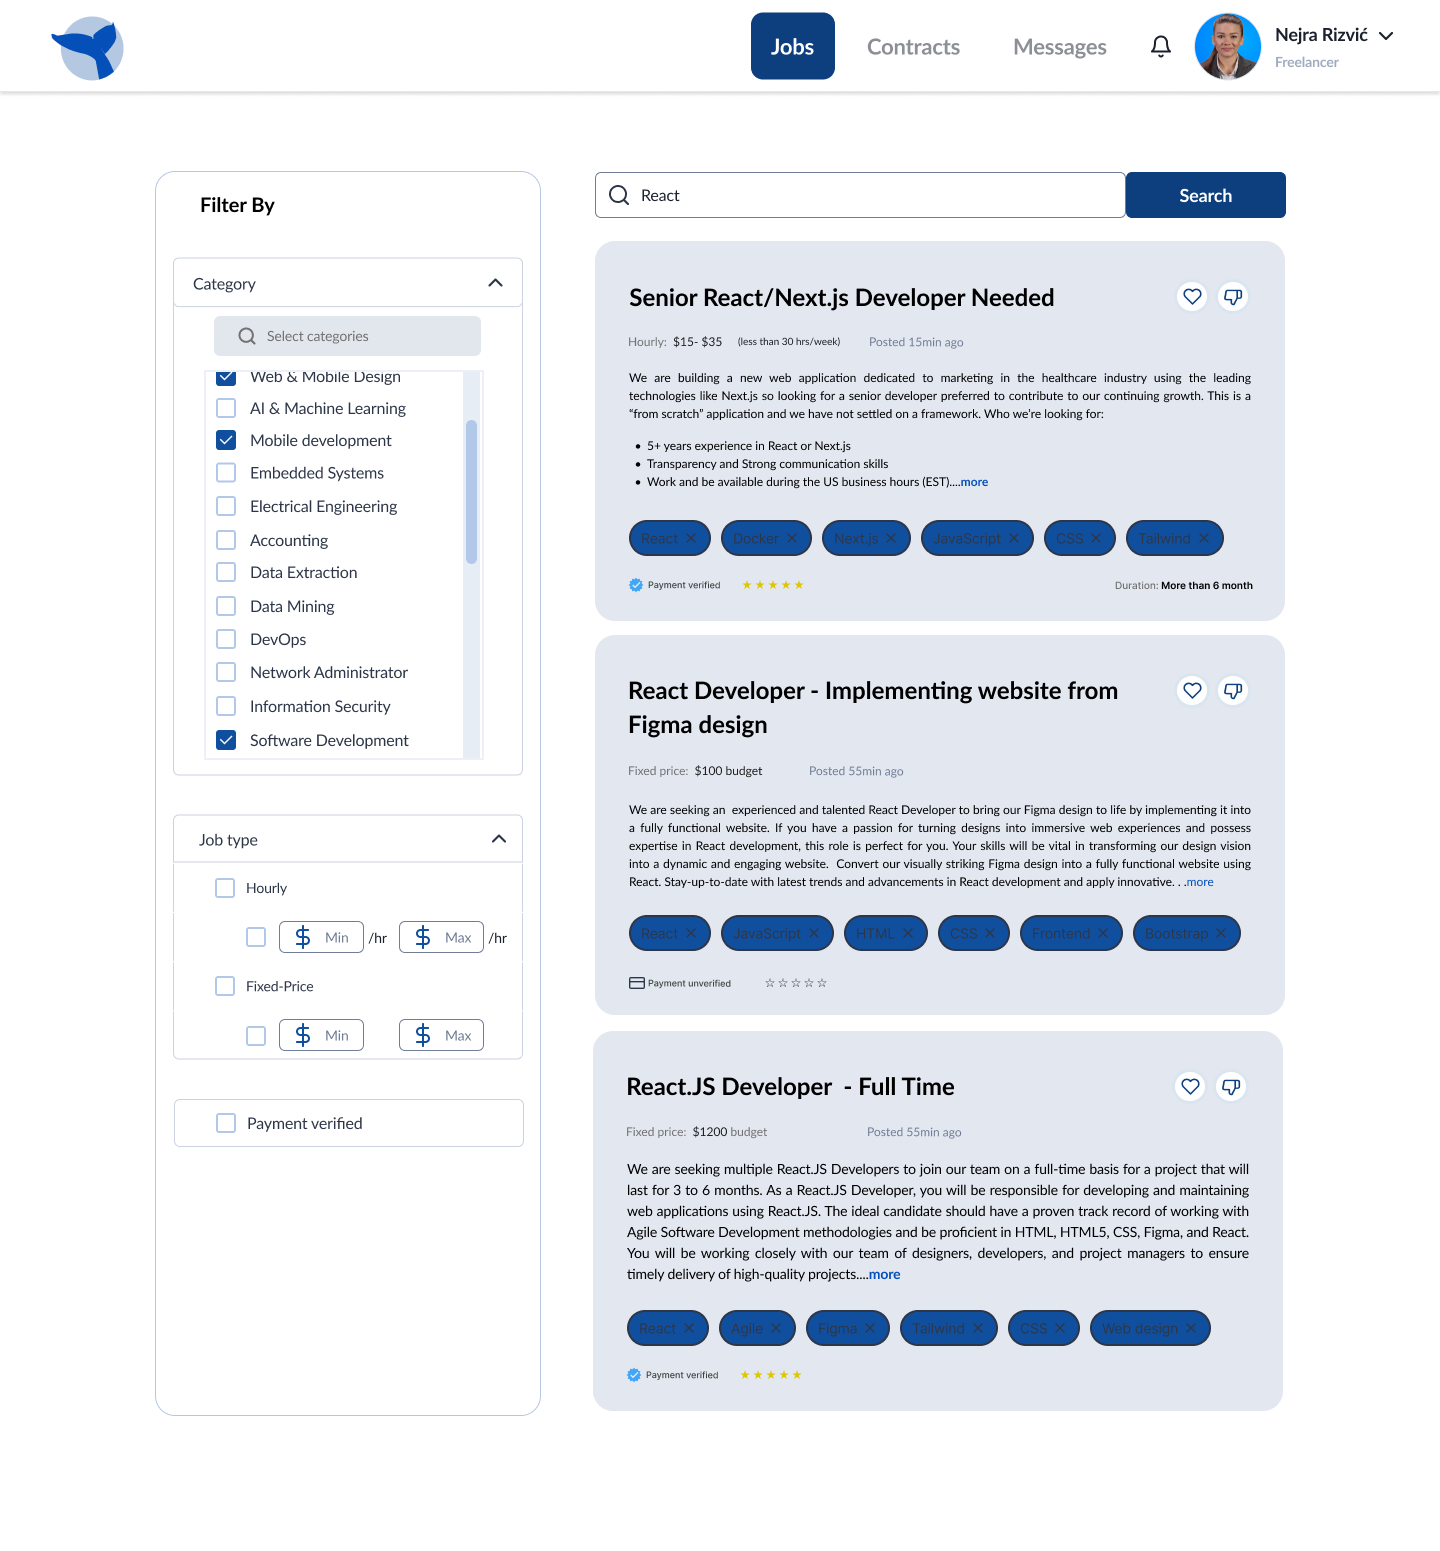 Jobs
Contracts
Messages
Nejra Rizvić
Freelancer
Filter By
Category
Select categories
Web & Mobile Design
AI & Machine Learning
Mobile development
Embedded Systems
Electrical Engineering
Accounting
Data Extraction
Data Mining
DevOps
Network Administrator
Information Security
Software Development
Job type
Hourly
$ Min /hr $ Max /hr
Fixed-Price
$ Min $ Max
Payment verified
React
Search
Senior React/Next.js Developer Needed
Hourly: $15- $35 (less than 30 hrs/week) Posted 15min ago
We are building a new web application dedicated to marketing in the healthcare industry using the leading
technologies like Next.js so looking for a senior developer preferred to contribute to our continuing growth. This is a
“from scratch” application and we have not settled on a framework. Who we’re looking for:
• 5+ years experience in React or Next.js
• Transparency and Strong communication skills
• Work and be available during the US business hours (EST)....more
React Docker Next.js JavaScript CSS Tailwind
Payment verified Duration: More than 6 month
React Developer - Implementing website from
Figma design
Fixed price: $100 budget Posted 55min ago
We are seeking an experienced and talented React Developer to bring our Figma design to life by implementing it into
a fully functional website. If you have a passion for turning designs into immersive web experiences and possess
expertise in React development, this role is perfect for you. Your skills will be vital in transforming our design vision
into a dynamic and engaging website. Convert our visually striking Figma design into a fully functional website using
React. Stay-up-to-date with latest trends and advancements in React development and apply innovative. . .more
React JavaScript HTML CSS Frontend Bootstrap
Payment unverified
React.JS Developer - Full Time
Fixed price: $1200 budget Posted 55min ago
We are seeking multiple React.JS Developers to join our team on a full-time basis for a project that will
last for 3 to 6 months. As a React.JS Developer, you will be responsible for developing and maintaining
web applications using React.JS. The ideal candidate should have a proven track record of working with
Agile Software Development methodologies and be proficient in HTML, HTML5, CSS, Figma, and React.
You will be working closely with our team of designers, developers, and project managers to ensure
timely delivery of high-quality projects....more
React Agile Figma Tailwind CSS Web design
Payment verified